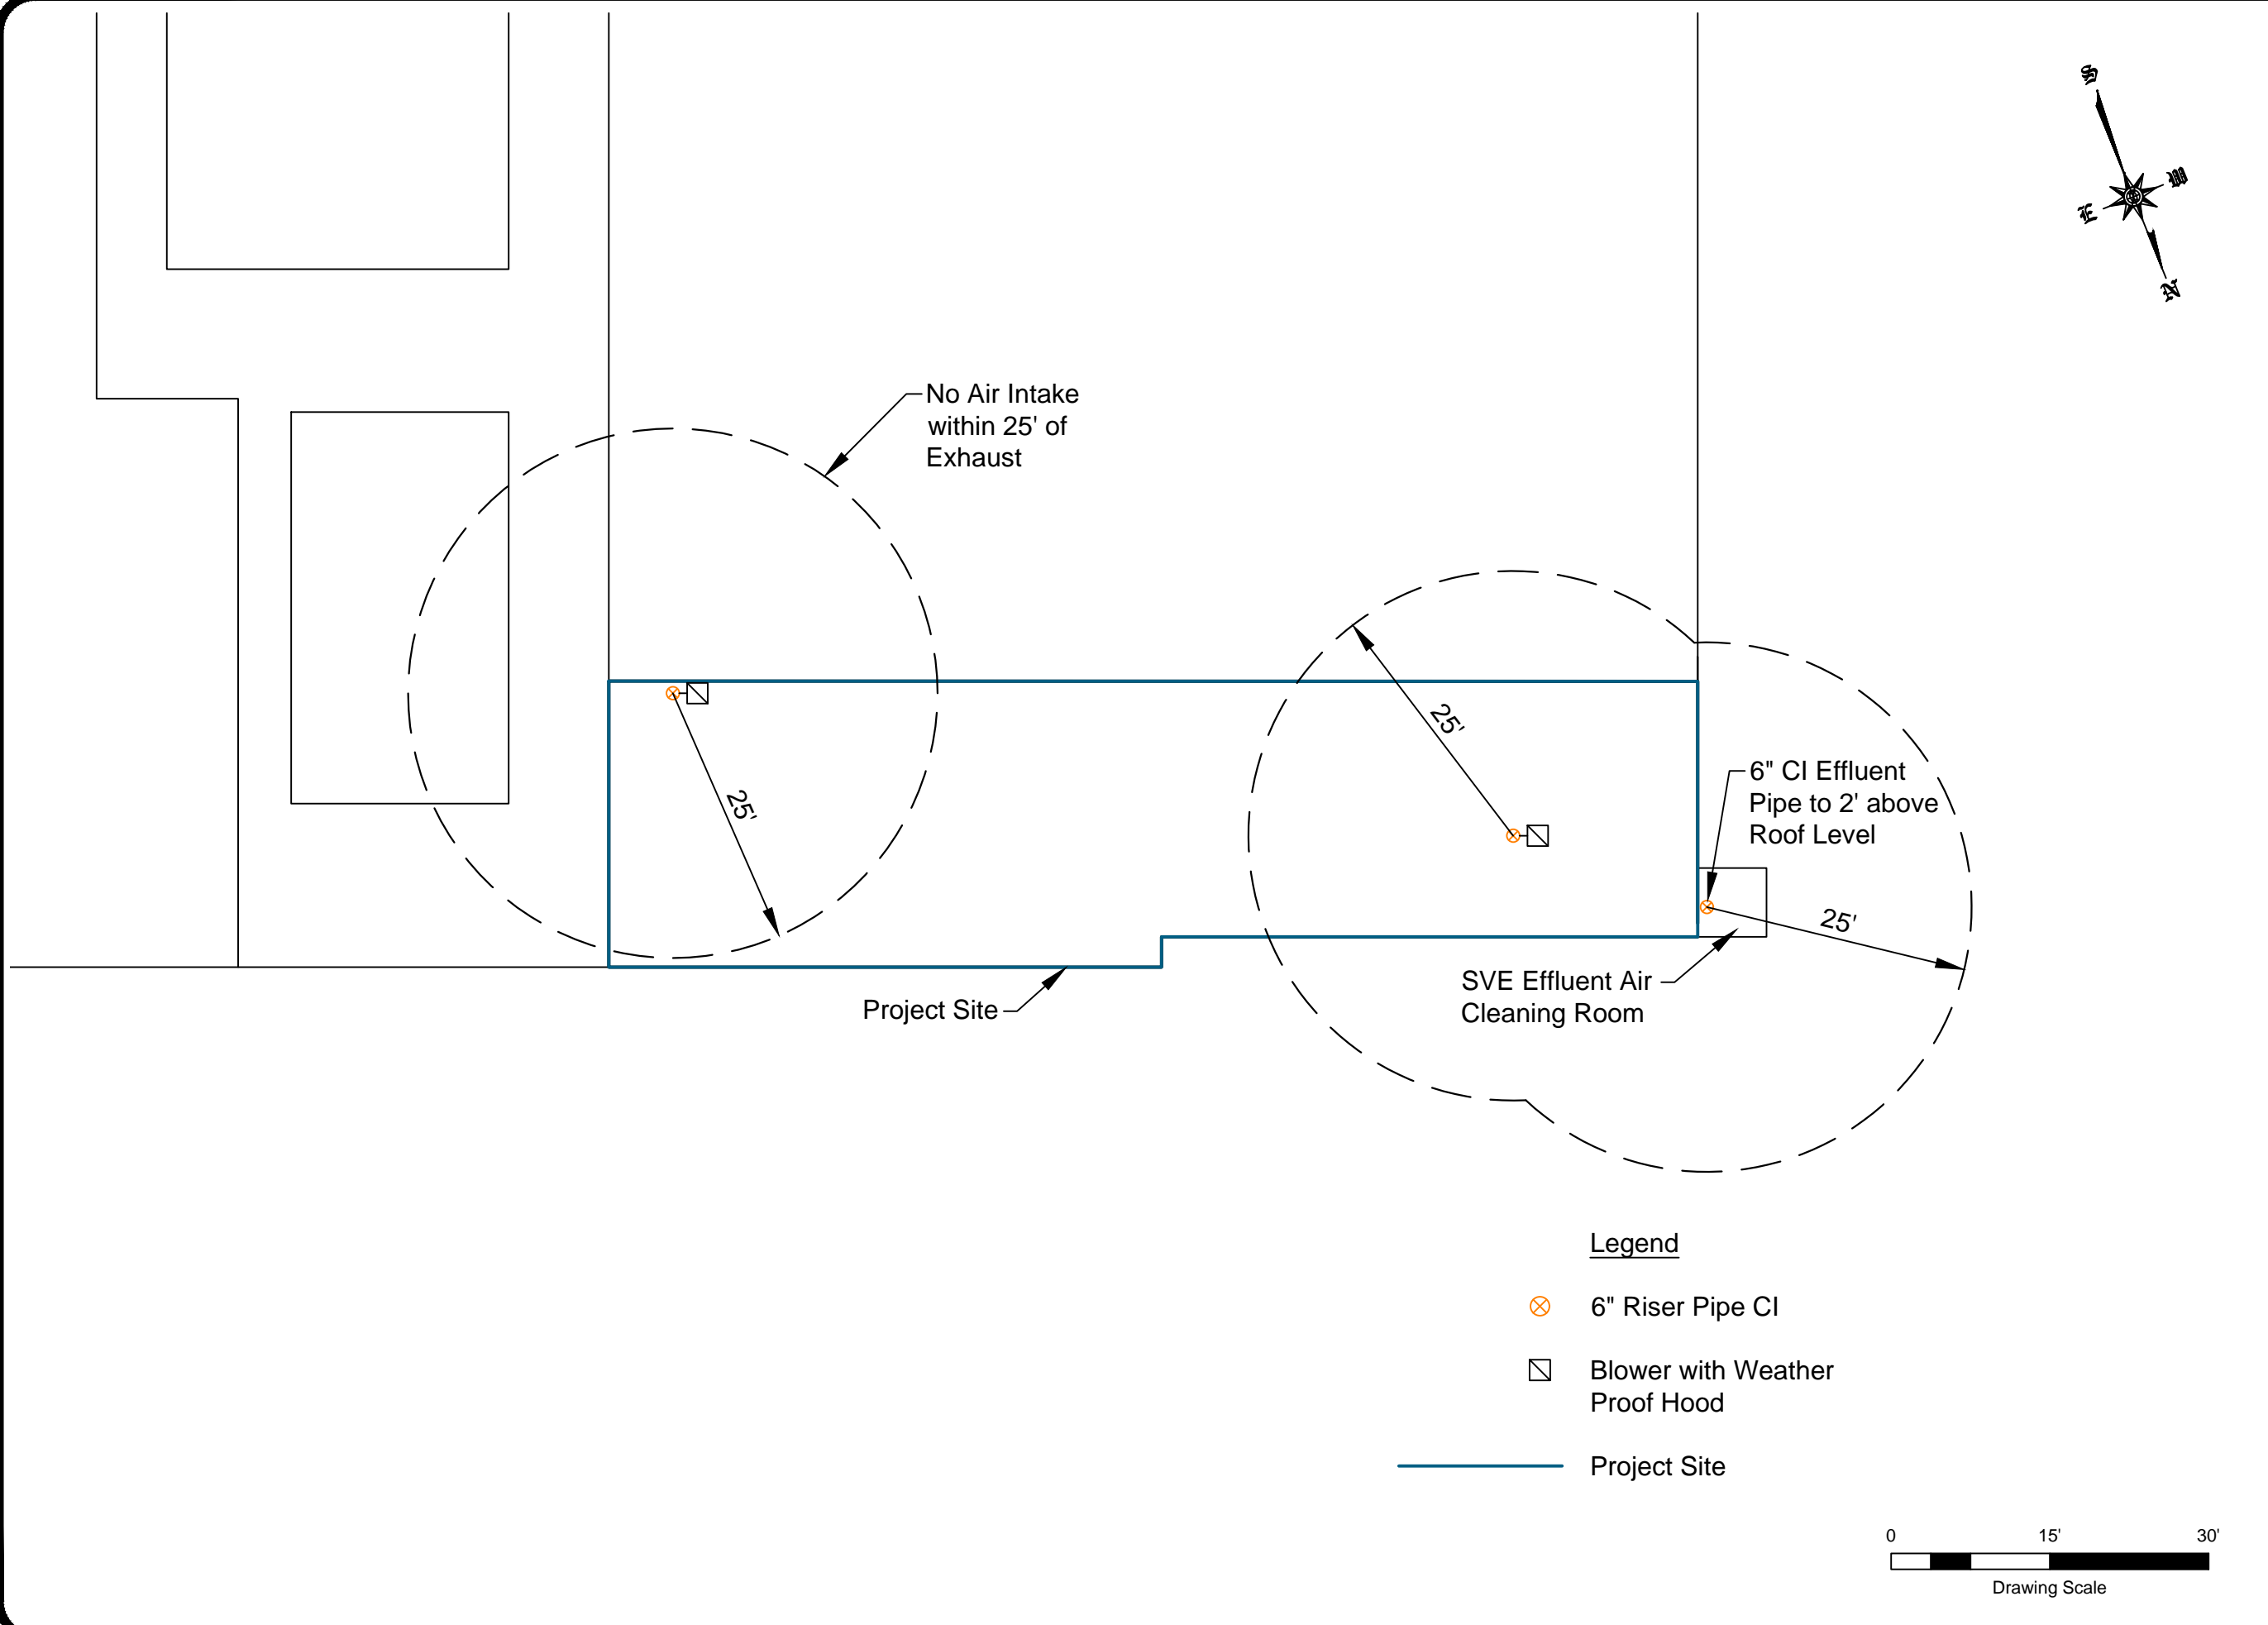 S
W
E
N
No Air Intake
within 25' of
Exhaust
25'
25'
6" CI Effluent
Pipe to 2' above
Roof Level
25'
SVE Effluent Air
Cleaning Room
Project Site
Legend
6" Riser Pipe CI
Blower with Weather
Proof Hood
Project Site
0 15' 30'
Drawing Scale